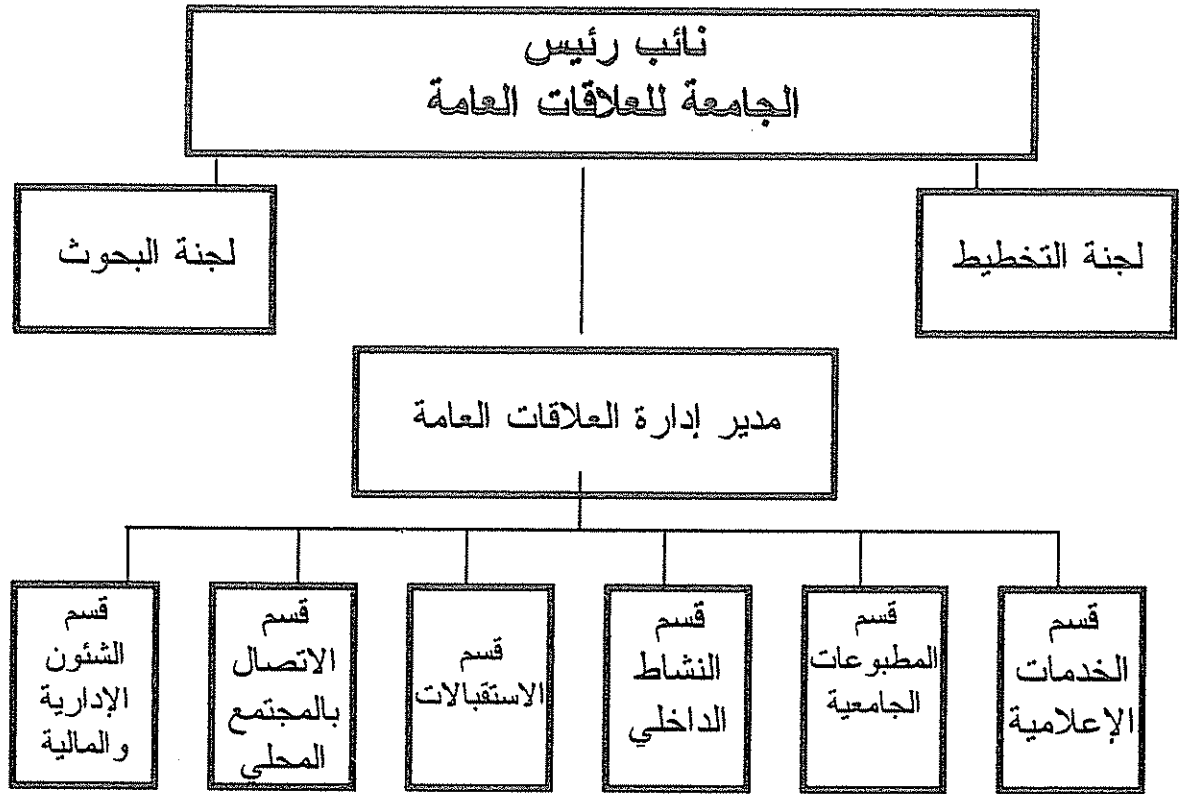 نائب رئيس
الجامعة للعلاقات العامة
لجنة التخطيط
لجنة البحوث
مدير إدارة العلاقات العامة
قسم
الخدمات
الإعلامية
قسم
المطبوعات
الجامعية
قسم
النشاط
الداخلي
قسم
الاستقبالات
قسم
الاتصال
بالمجتمع
المحلي
قسم
الشئون
الإدارية
والمالية